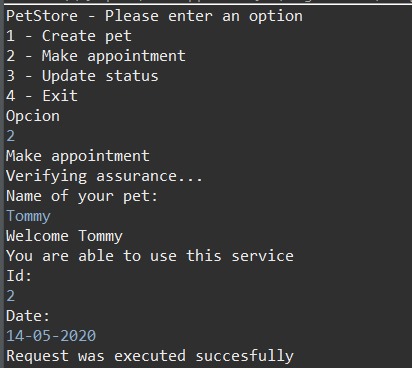 PetStore - Please enter an option
1 - Create pet
2 - Make appointment
3 - Update status
4 - Exit
Opcion
2
Make appointment
Verifying assurance...
Name of your pet:
Tommy
Welcome Tommy
You are able to use this service
Id:
2
Date:
14-05-2020
Request was executed succesfully